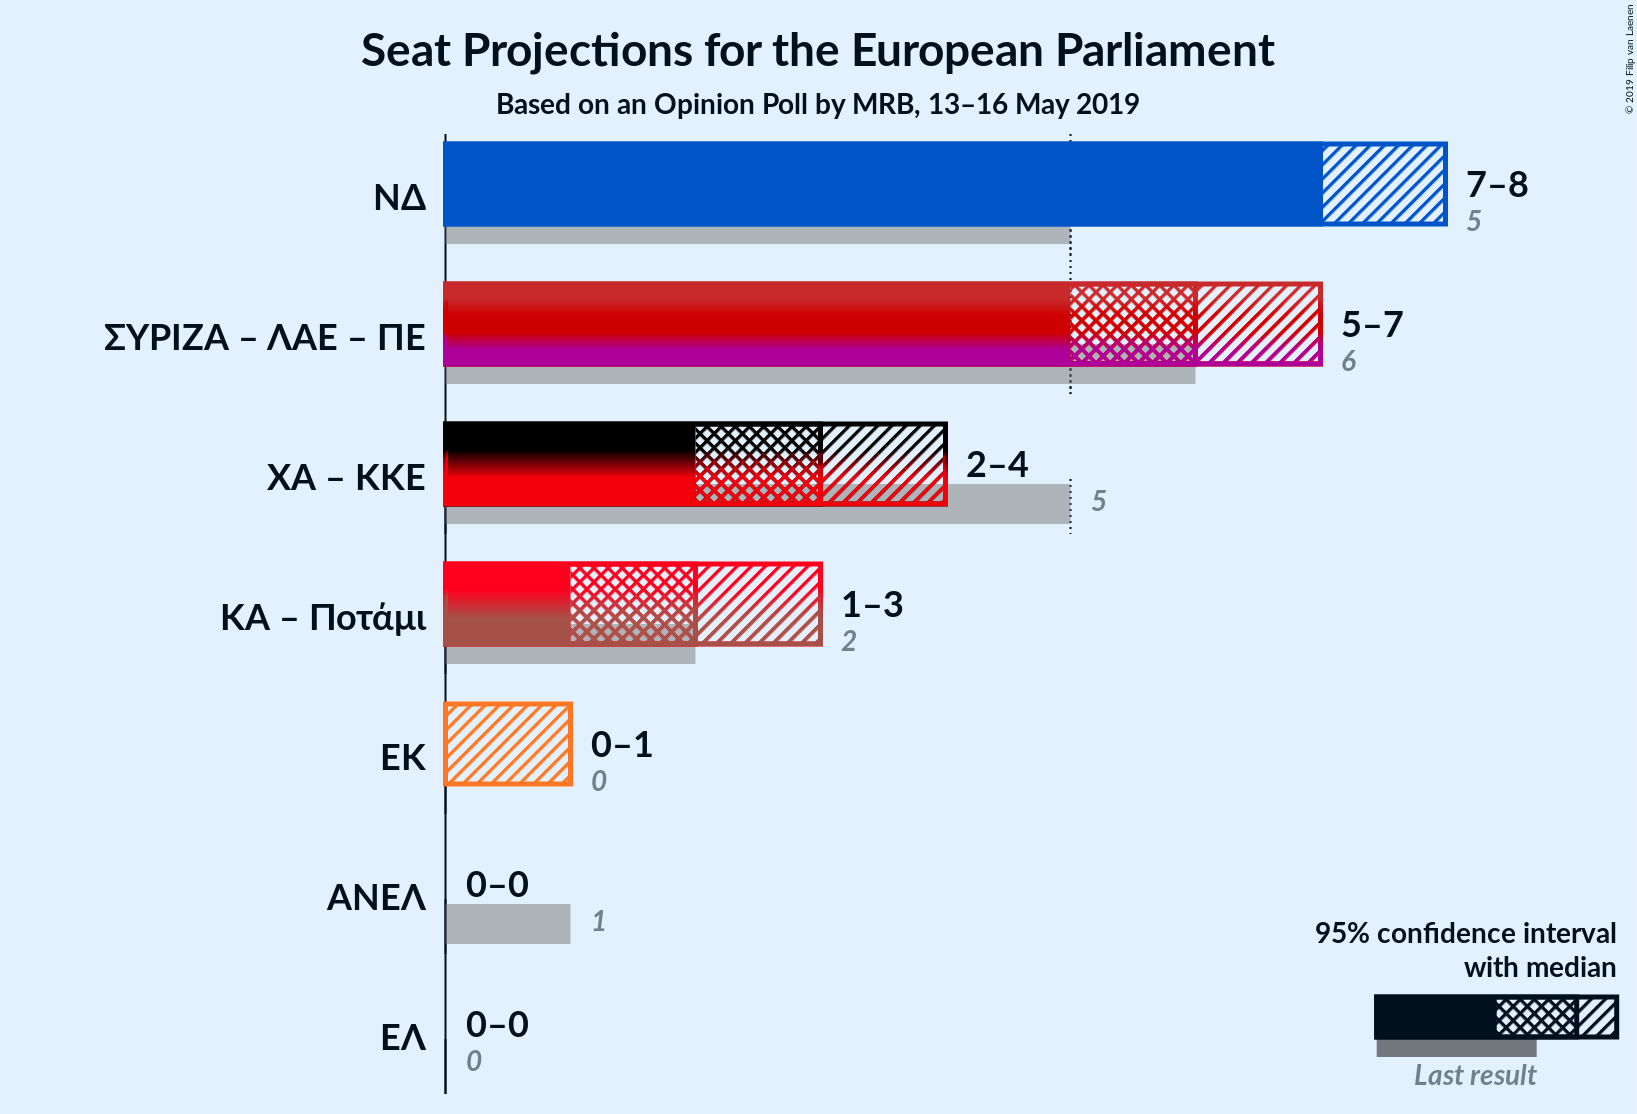 Seat Projections for the European Parliament
Based on an Opinion Poll by MRB, 13–16 May 2019
© 2019 Filip van Laenen
ΝΔ
7–8
5
ΣΥΡΙΖΑ – ΛΑΕ – ΠΕ
5–7
6
ΧΑ – ΚΚΕ
2–4
5
ΚΑ – Ποτάμι
1–3
2
ΕΚ
0–1
0
ΑΝΕΛ
0–0
1
ΕΛ
0–0
0
95% confidence interval
with median
Last result